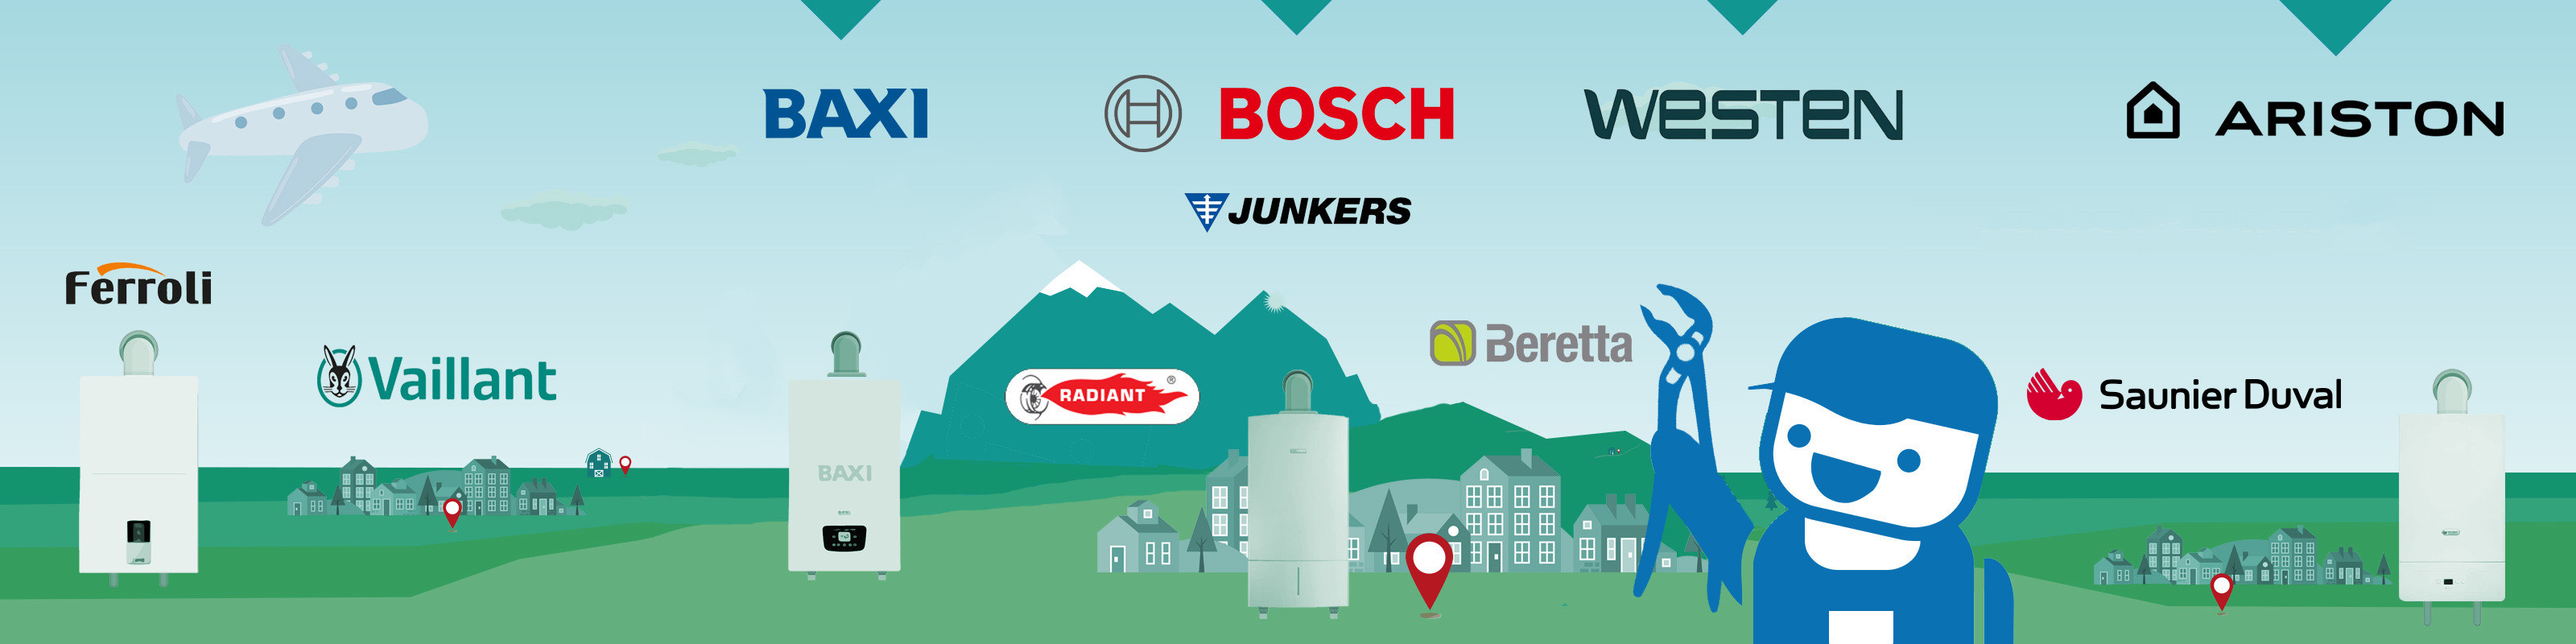 BAXI
BOSCH
WESTEN
ARISTON
JUNKERS
Ferroli
Vaillant
RADIANT ®
Beretta
Saunier Duval
BAXI